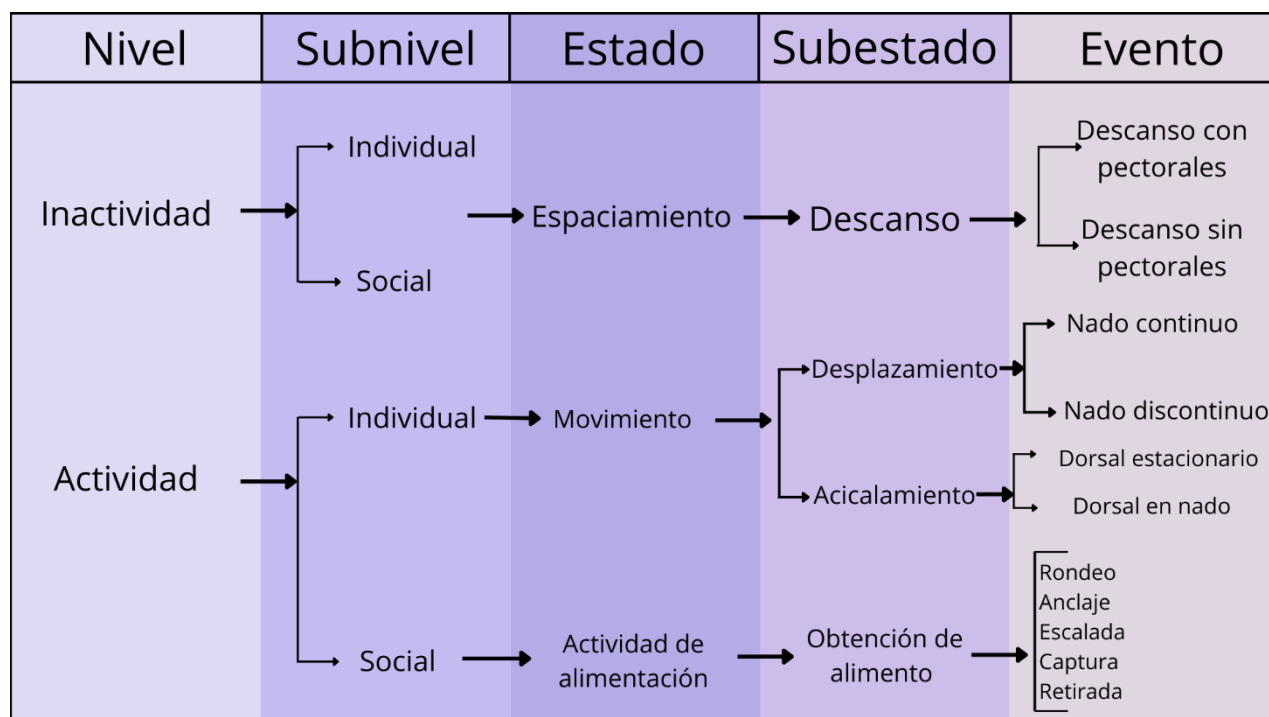 Nivel
Subnivel
Estado
Subestado
Evento
Inactividad
Individual
Social
Espaciamiento
Descanso
Descanso con
pectorales
Descanso sin
pectorales
Actividad
Individual
Movimiento
Desplazamiento
Nado continuo
Nado discontinuo
Acicalamiento
Dorsal estacionario
Dorsal en nado
Social
Actividad de
alimentación
Obtención de
alimento
Rondeo
Anclaje
Escalada
Captura
Retirada